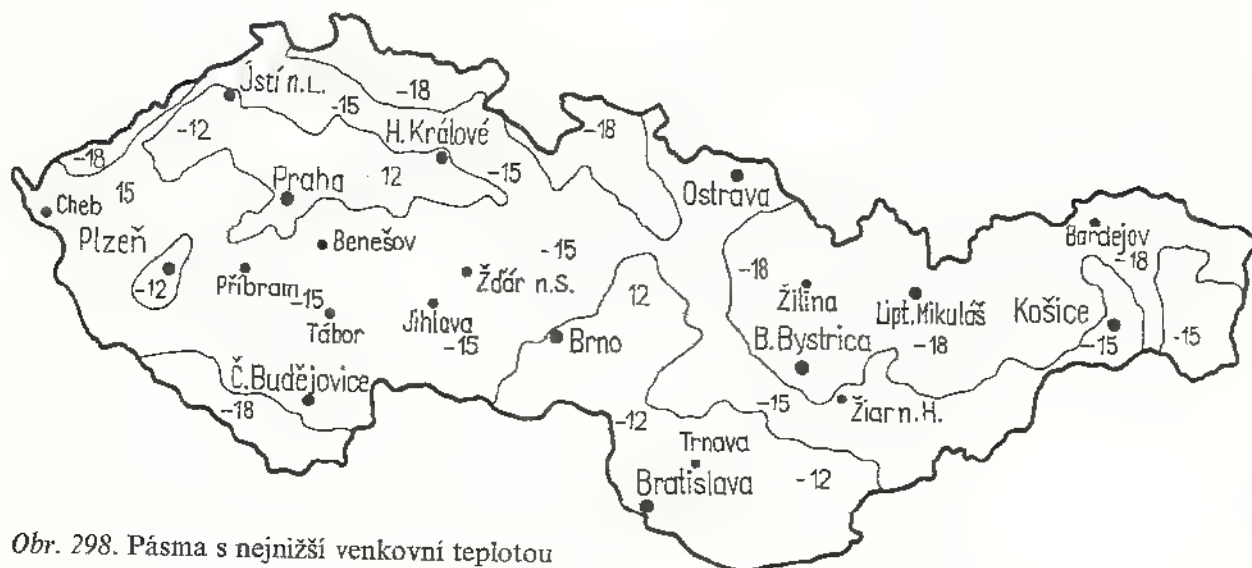 Ústí n.L.
-18
-15
-12
H. Králové
-18
-18
15
Praha
12
-15
Ostrava
Cheb
Plzeň
Benešov
-15
-12
Příbram
-15
Žďár n.S.
12
-18
Žilina
Lipt. Mikuláš
Bardejov
-18
Košice
Tábor
Jihlava
-15
Brno
B. Bystrica
-18
-15
-15
Č. Budějovice
-18
-12
-15
Žiar n. H.
Trnava
Bratislava
-12
Obr. 298. Pásma s nejnižší venkovní teplotou